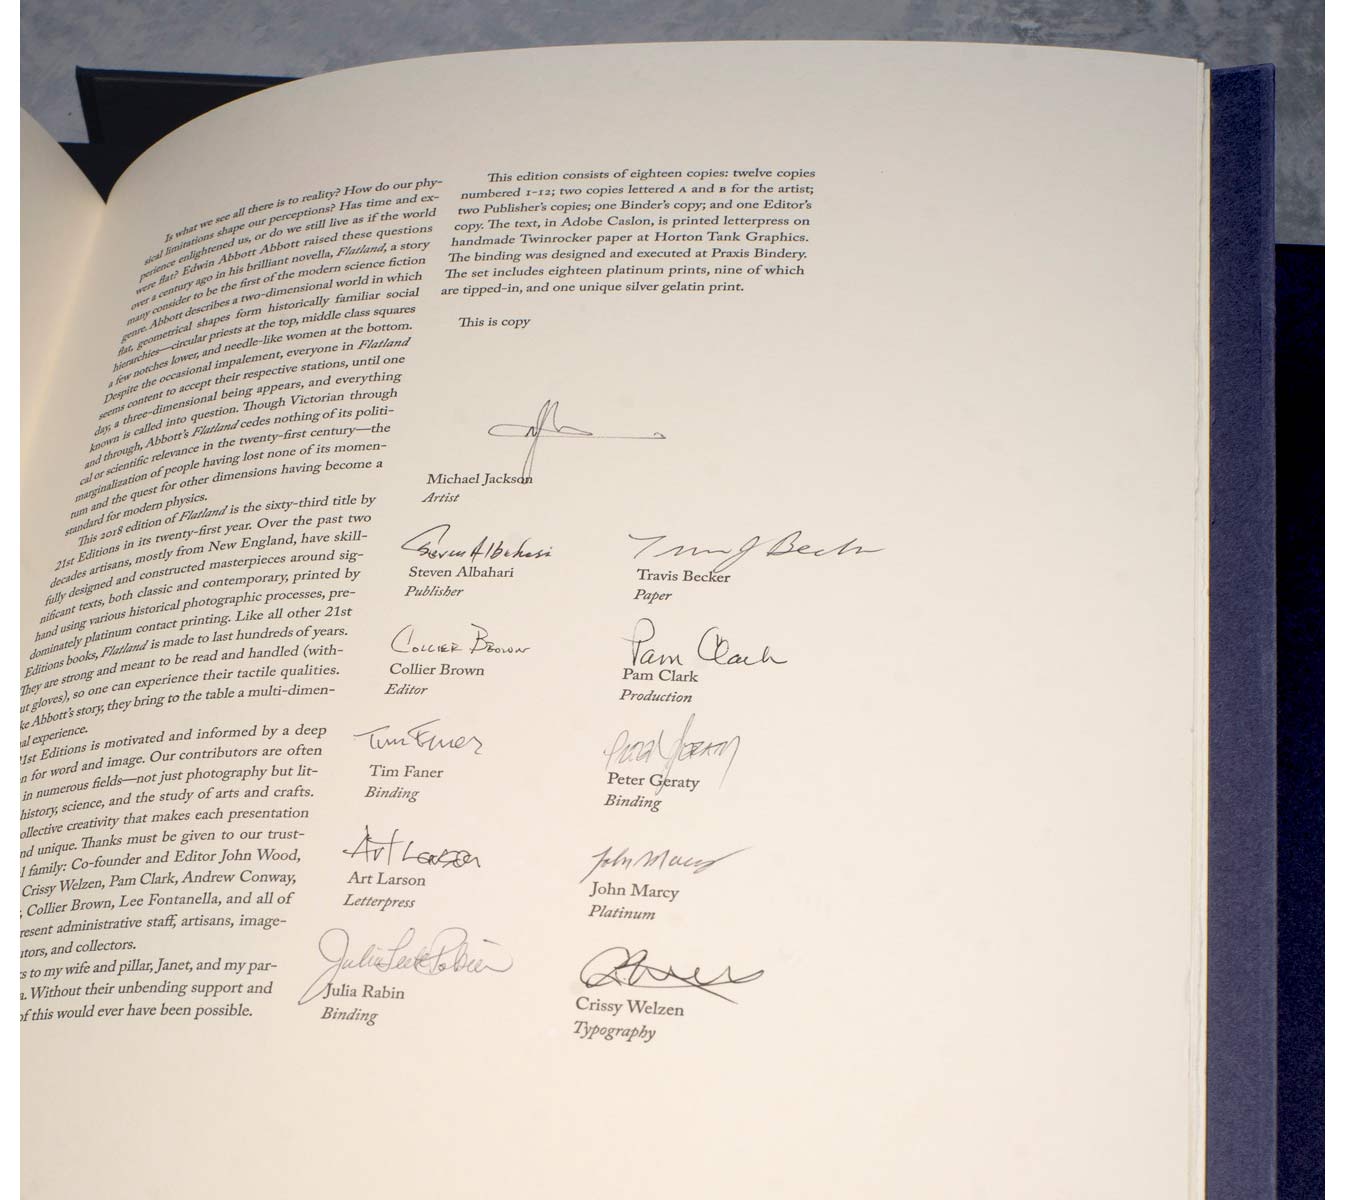 Is what we see all there is to reality? How do our phy-
sical limitations shape our perceptions? Has time and ex-
perience enlightened us, or do we still live as if the world
were flat? Edwin Abbott Abbott raised these questions
over a century ago in his brilliant novella, Flatland, a story
many consider to be the first of the modern science fiction
genre. Abbott describes a two-dimensional world in which
flat, geometrical shapes form historically familiar social
hierarchies—circular priests at the top, middle class squares
a few notches lower, and needle-like women at the bottom.
Despite the occasional impalement, everyone in Flatland
seems content to accept their respective stations, until one
day, a three-dimensional being appears, and everything
known is called into question. Though Victorian through
and through, Abbott's Flatland cedes nothing of its politi-
cal or scientific relevance in the twenty-first century—the
marginalization of people having lost none of its momen-
tum and the quest for other dimensions having become a
standard for modern physics.
This 2018 edition of Flatland is the sixty-third title by
21st Editions in its twenty-first year. Over the past two
decades artisans, mostly from New England, have skill-
fully designed and constructed masterpieces around sig-
nificant texts, both classic and contemporary, printed by
hand using various historical photographic processes, pre-
dominately platinum contact printing. Like all other 21st
Editions books, Flatland is made to last hundreds of years.
They are strong and meant to be read and handled (with-
ut gloves), so one can experience their tactile qualities.
ke Abbott's story, they bring to the table a multi-dimen-
al experience.
1st Editions is motivated and informed by a deep
n for word and image. Our contributors are often
in numerous fields—not just photography but lit-
history, science, and the study of arts and crafts.
ollective creativity that makes each presentation
nd unique. Thanks must be given to our trust-
l family: Co-founder and Editor John Wood,
Crissy Welzen, Pam Clark, Andrew Conway,
, Collier Brown, Lee Fontanella, and all of
resent administrative staff, artisans, image-
utors, and collectors.
s to my wife and pillar, Janet, and my par-
a. Without their unbending support and
of this would ever have been possible.
This edition consists of eighteen copies: twelve copies
numbered 1-12; two copies lettered A and B for the artist;
two Publisher's copies; one Binder's copy; and one Editor's
copy. The text, in Adobe Caslon, is printed letterpress on
handmade Twinrocker paper at Horton Tank Graphics.
The binding was designed and executed at Praxis Bindery.
The set includes eighteen platinum prints, nine of which
are tipped-in, and one unique silver gelatin print.
This is copy
Michael Jackson
Artist
Steven Albahari
Steven Albahari
Publisher
Travis J Becker
Travis Becker
Paper
Collier Brown
Collier Brown
Editor
Pam Clark
Pam Clark
Production
Tim Faner
Tim Faner
Binding
Peter Geraty
Peter Geraty
Binding
Art Larson
Art Larson
Letterpress
John Marcy
John Marcy
Platinum
Julia Rabin
Binding
Crissy Welzen
Typography